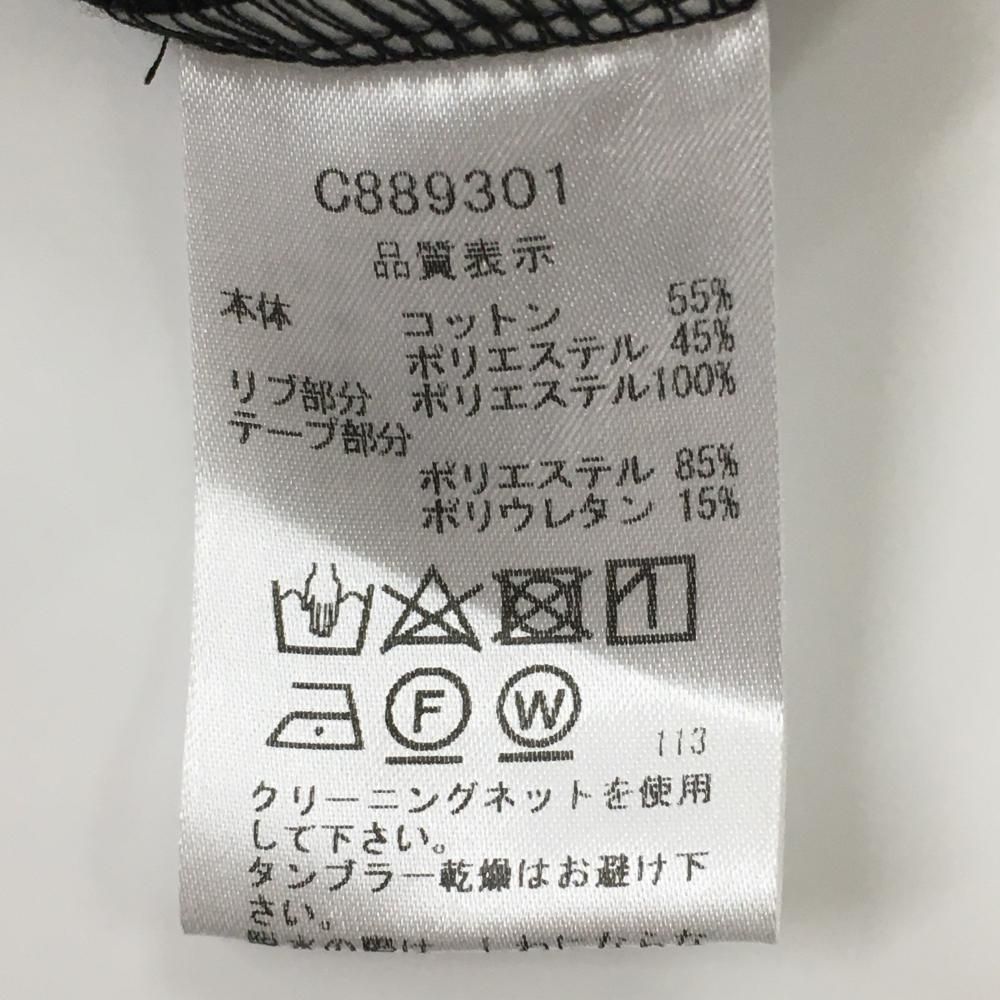 C889301
品質表示
本体 コットン 55%
ポリエステル 45%
リブ部分 ポリエステル100%
テープ部分
ポリエステル 85%
ポリウレタン 15%
F W 113
クリーニングネットを使用
して下さい。
タンブラー乾燥はお避け下
さい。